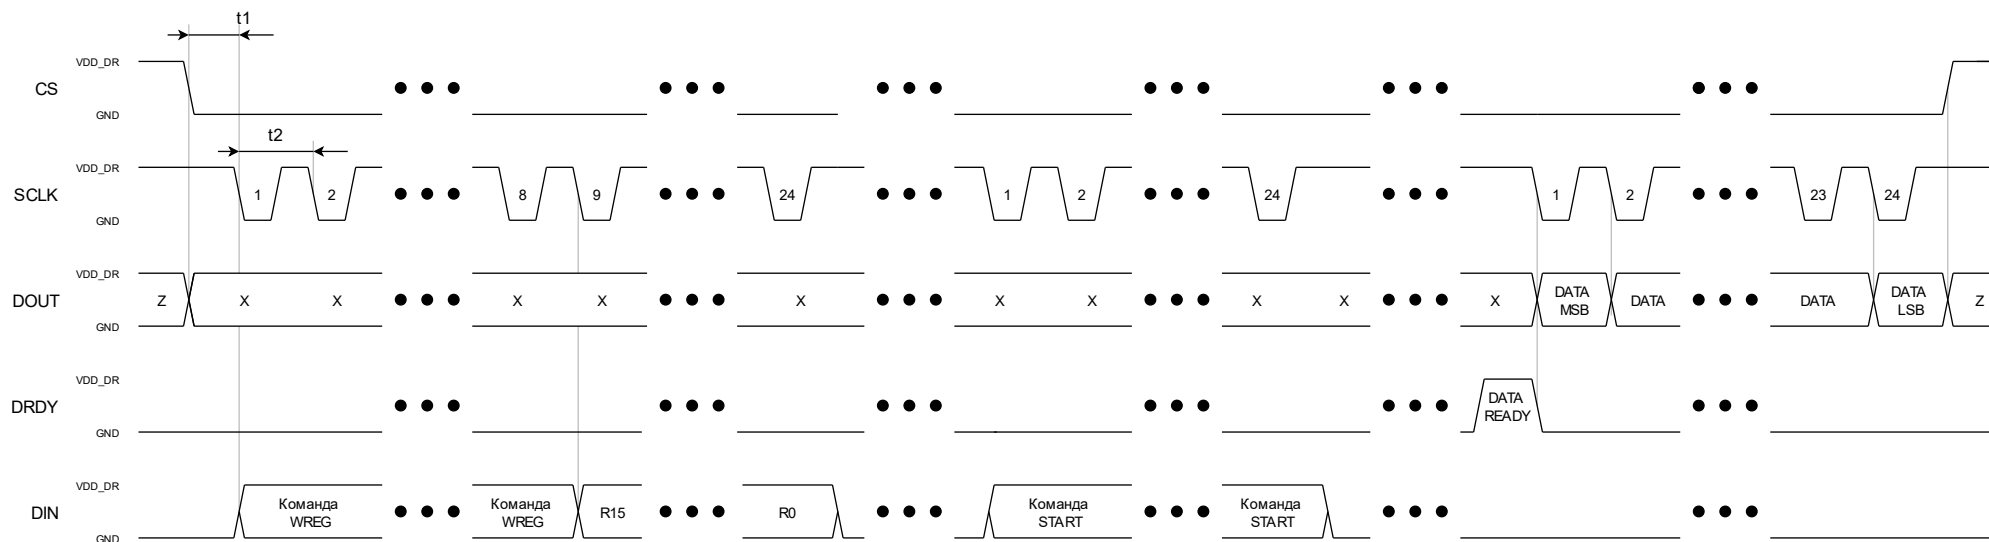 t1
VDD_DR
CS
GND
t2
VDD_DR
SCLK 1 2 8 9 24 1 2 24 1 2 23 24
GND
VDD_DR
DOUT Z X X X X X X X X X X DATA MSB DATA DATA DATA LSB Z
GND
VDD_DR
DRDY DATA READY
GND
VDD_DR
DIN Команда WREG Команда WREG R15 R0 Команда START Команда START
GND